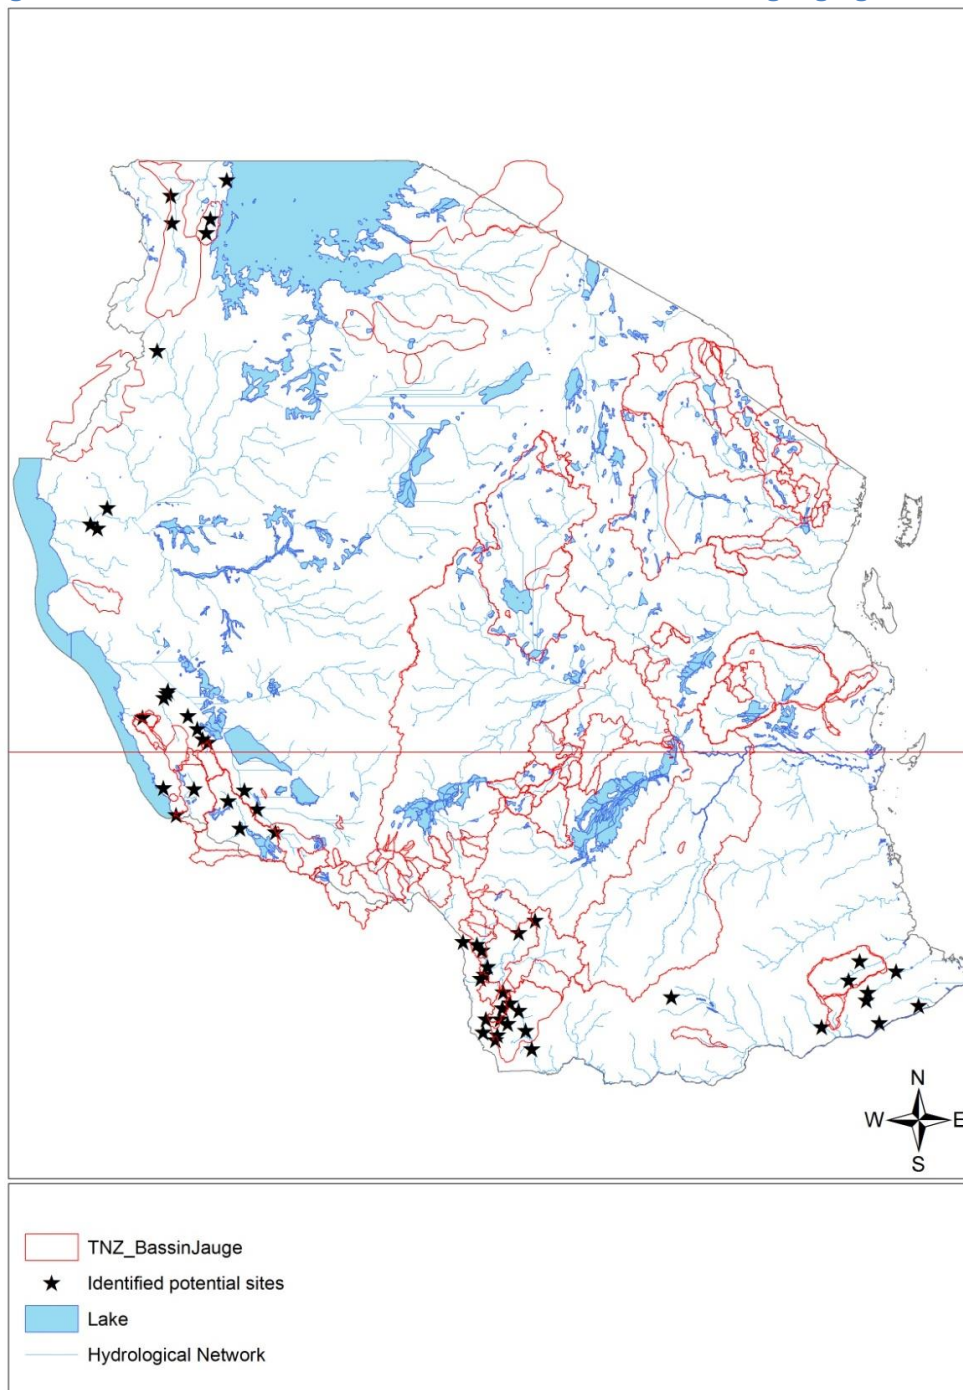 N
W E
S
TNZ_BassinJauge
Identified potential sites
Lake
Hydrological Network